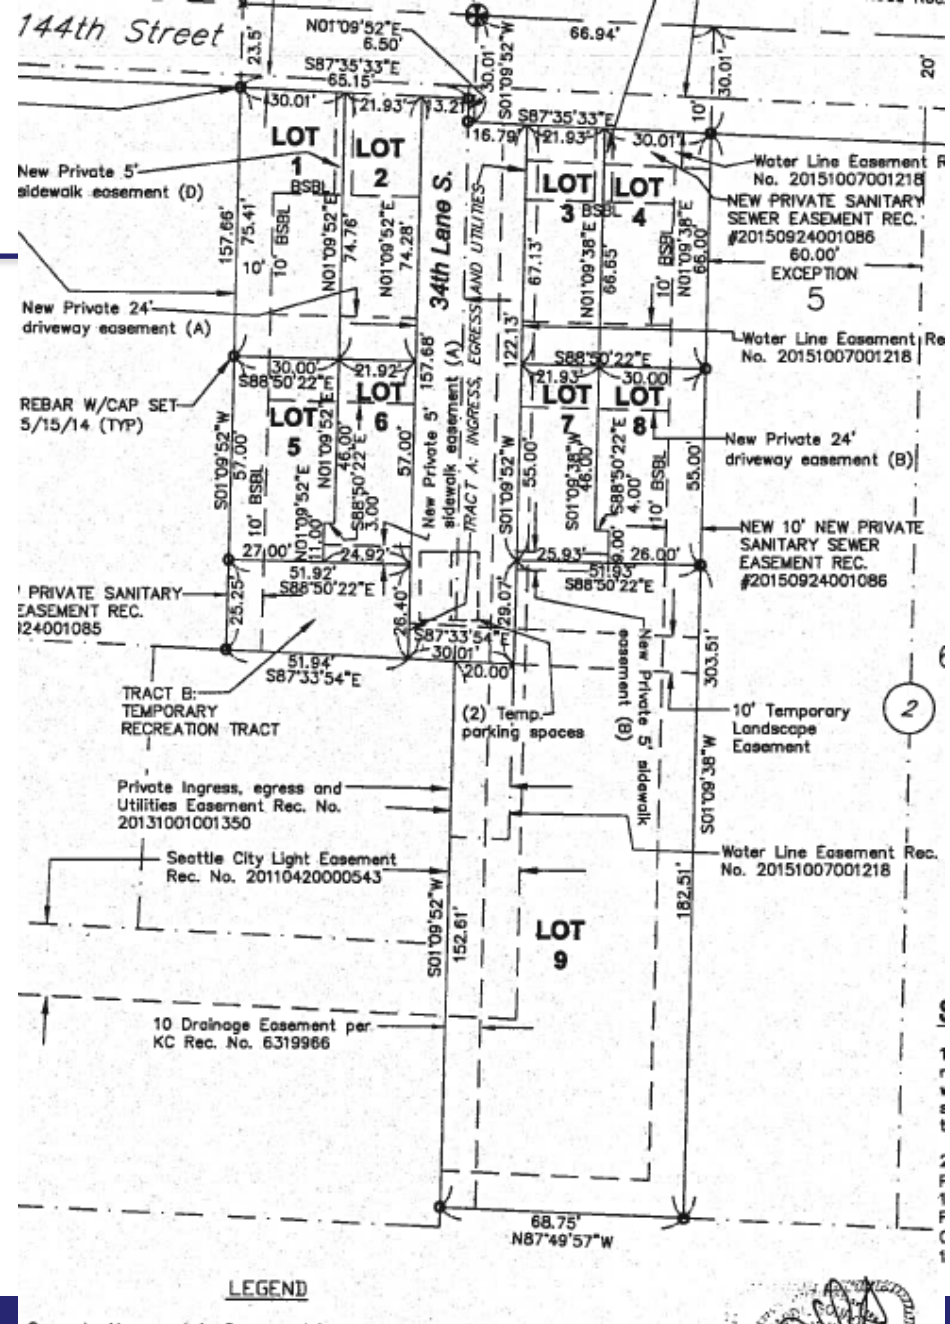 144th Street
23.5'
N01°09'52"E
6.50'
30.01'
S01°09'52"W
66.94'
30.01'
10'
20'
S87°35'33"E
65.15'
30.01'
21.93'
13.21'
S87°35'33"E
16.79'
21.93'
30.01'
LOT
1
LOT
2
LOT
3
LOT
4
BSBL
BSBL
New Private 5'
sidewalk easement (D)
157.66'
75.41'
10'
10' BSBL
N01°09'52"E
74.76'
N01°09'52"E
74.28'
34th Lane S.
67.13'
N01°09'38"E
66.65'
10' BSBL
N01°09'38"E
66.00'
Water Line Easement R
No. 20151007001218
NEW PRIVATE SANITARY
SEWER EASEMENT REC.
#20150924001086
60.00'
EXCEPTION
5
New Private 24'
driveway easement (A)
157.68'
122.13'
Water Line Easement Re
No. 20151007001218
S88°50'22"E
30.00'
21.92'
S88°50'22"E
21.93'
30.00
REBAR W/CAP SET
5/15/14 (TYP)
LOT
5
LOT
6
LOT
7
LOT
8
S01°09'52"W
57.00'
10' BSBL
N01°09'52"E
11.00'
N01°09'52"E
46.00'
S88°50'22"E
3.00'
57.00'
New Private 5'
sidewalk easement (A)
TRACT A: INGRESS, EGRESS AND UTILITIES
S01°09'52"W
55.00'
S01°09'38"W
46.00'
S88°50'22"E
4.00'
9.00'
10' BSBL
55.00'
New Private 24'
driveway easement (B)
NEW 10' NEW PRIVATE
SANITARY SEWER
EASEMENT REC.
#20150924001086
27.00'
24.92'
51.92'
S88°50'22"E
25.93'
26.00'
51.93'
S88°50'22"E
PRIVATE SANITARY
EASEMENT REC.
924001085
25.25'
26.40'
29.07'
S87°33'54"E
30.01'
20.00'
51.94'
S87°33'54"E
303.51'
2
TRACT B:
TEMPORARY
RECREATION TRACT
(2) Temp.
parking spaces
New Private 5' sidewalk
easement (B)
10' Temporary
Landscape
Easement
S01°09'38"W
Private Ingress, egress and
Utilities Easement Rec. No.
20131001001350
Seattle City Light Easement
Rec. No. 20110420000543
Water Line Easement Rec.
No. 20151007001218
S01°09'52"W
152.61'
182.51'
LOT
9
10 Drainage Easement per
KC Rec. No. 6319966
68.75'
N87°49'57"W
LEGEND